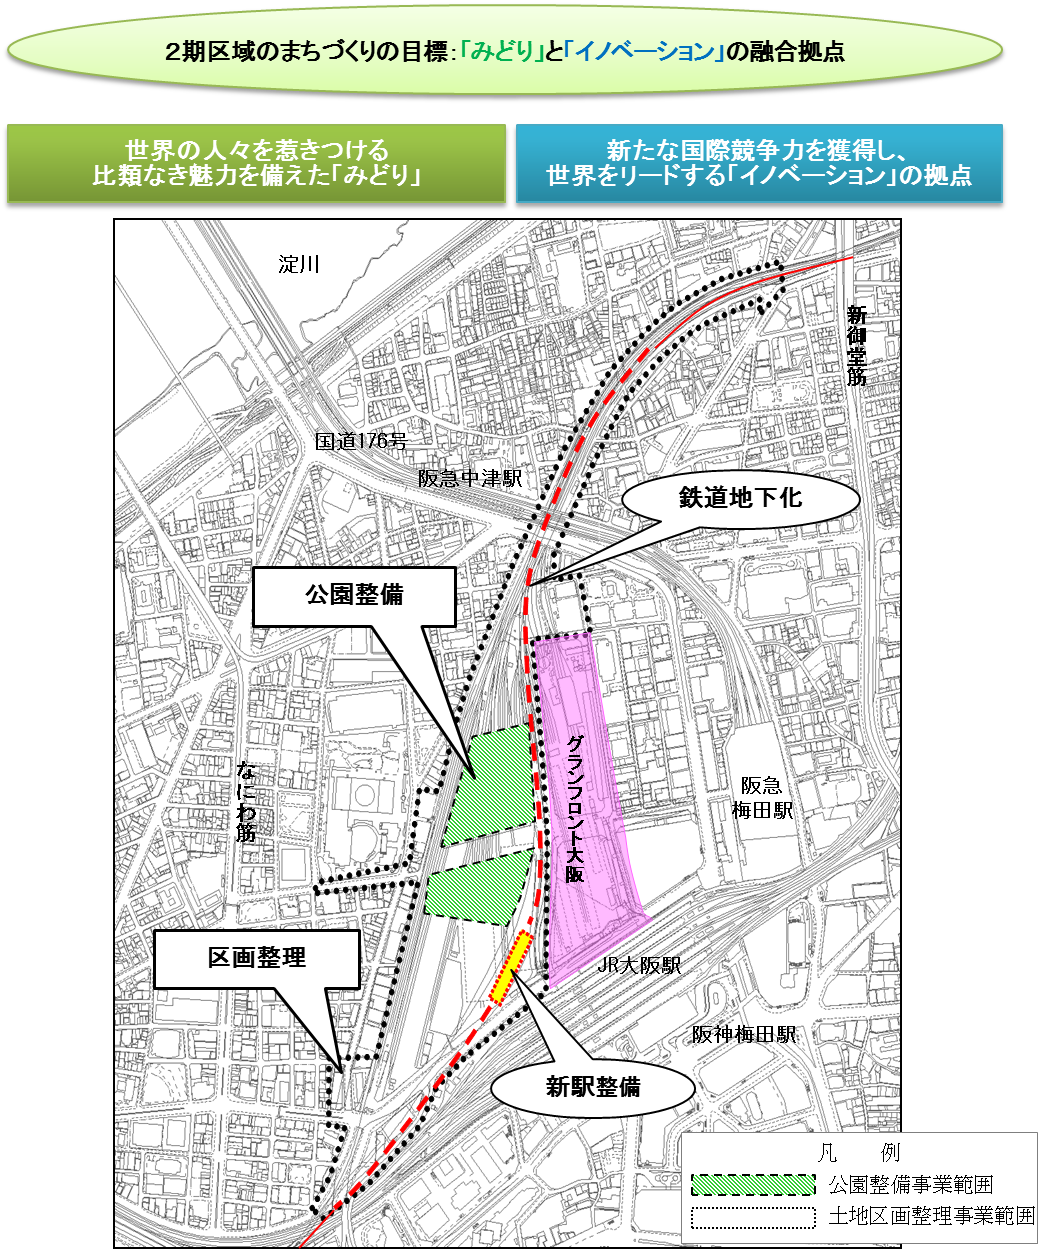 ２期区域のまちづくりの目標：「みどり」と「イノベーション」の融合拠点
世界の人々を惹きつける
比類なき魅力を備えた「みどり」
新たな国際競争力を獲得し、
世界をリードする「イノベーション」の拠点
淀川
新御堂筋
国道176号
阪急中津駅
鉄道地下化
公園整備
グランフロント大阪
なにわ筋
阪急
梅田駅
区画整理
JR大阪駅
阪神梅田駅
新駅整備
凡　例
公園整備事業範囲
土地区画整理事業範囲